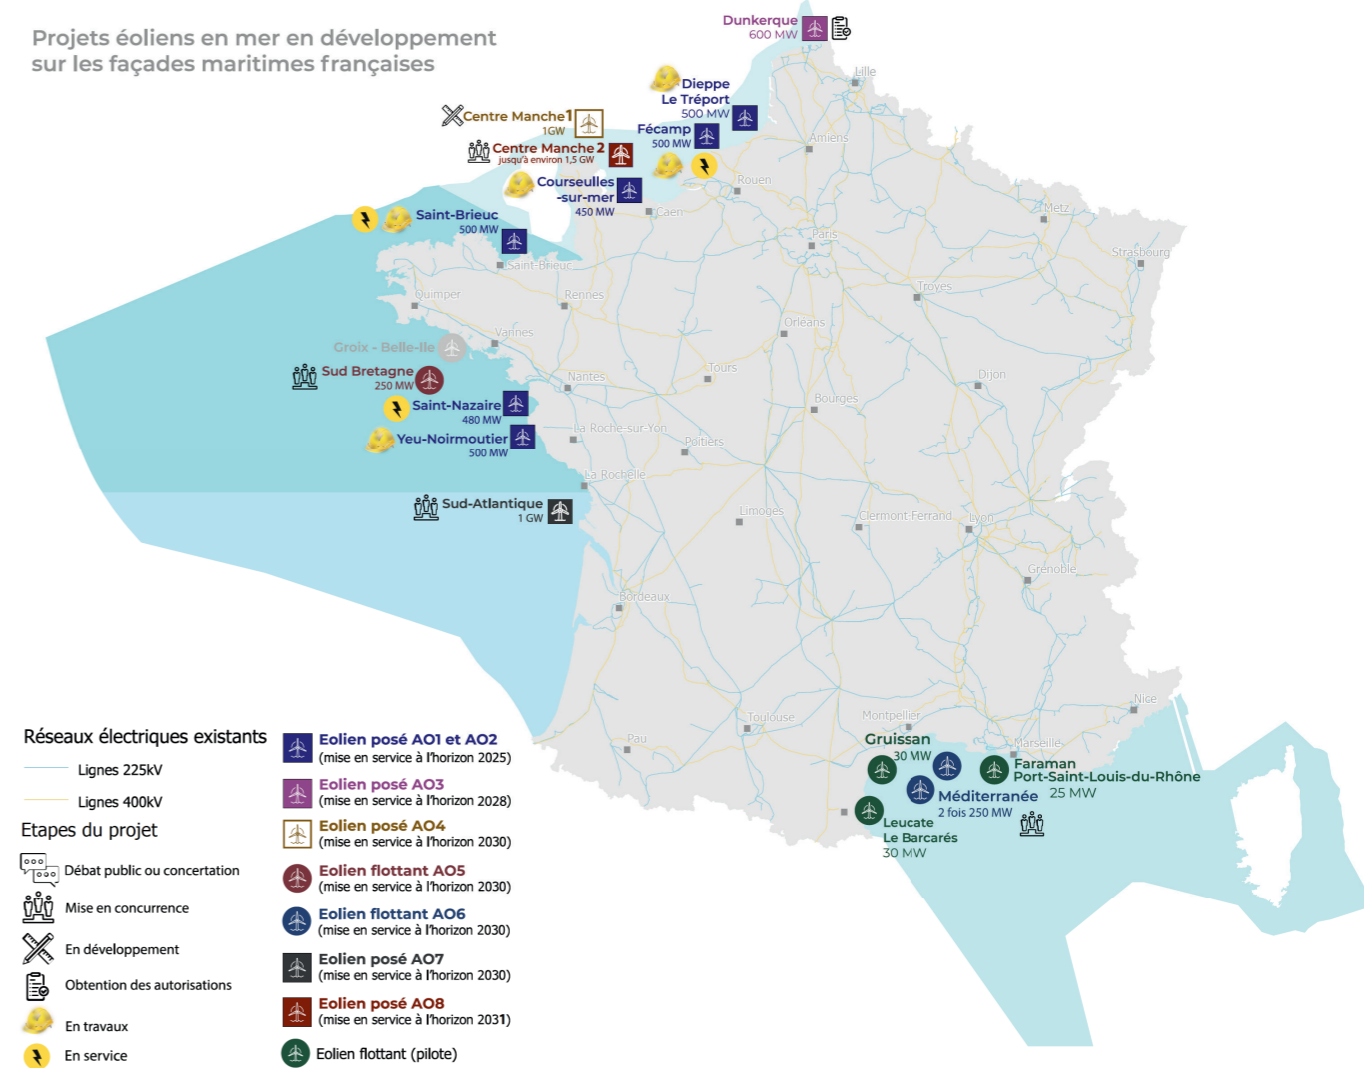 Projets éoliens en mer en développement
sur les façades maritimes françaises
Dunkerque
600 MW
Lille
Dieppe
Le Tréport
500 MW
Centre Manche 1
1GW
Fécamp
500 MW
Amiens
Centre Manche 2
jusqu'à environ 1,5 GW
Courseulles
-sur-mer
450 MW
Rouen
Caen
Metz
Saint-Brieuc
500 MW
Paris
Strasbourg
Saint-Brieuc
Quimper
Rennes
Troyes
Vannes
Orléans
Groix - Belle-Ile
Sud Bretagne
250 MW
Nantes
Tours
Dijon
Saint-Nazaire
480 MW
Bourges
Yeu-Noirmoutier
500 MW
La Roche-sur-Yon
Poitiers
La Rochelle
Sud-Atlantique
1 GW
Limoges
Clermont-Ferrand
Lyon
Grenoble
Bordeaux
Nice
Toulouse
Montpellier
Pau
Marseille
Gruissan
30 MW
Faraman
Port-Saint-Louis-du-Rhône
25 MW
Méditerranée
2 fois 250 MW
Leucate
Le Barcarés
30 MW
Réseaux électriques existants
Lignes 225kV
Lignes 400kV
Etapes du projet
Débat public ou concertation
Mise en concurrence
En développement
Obtention des autorisations
En travaux
En service
Eolien posé AO1 et AO2
(mise en service à l'horizon 2025)
Eolien posé AO3
(mise en service à l'horizon 2028)
Eolien posé AO4
(mise en service à l'horizon 2030)
Eolien flottant AO5
(mise en service à l'horizon 2030)
Eolien flottant AO6
(mise en service à l'horizon 2030)
Eolien posé AO7
(mise en service à l'horizon 2030)
Eolien posé AO8
(mise en service à l'horizon 2031)
Eolien flottant (pilote)